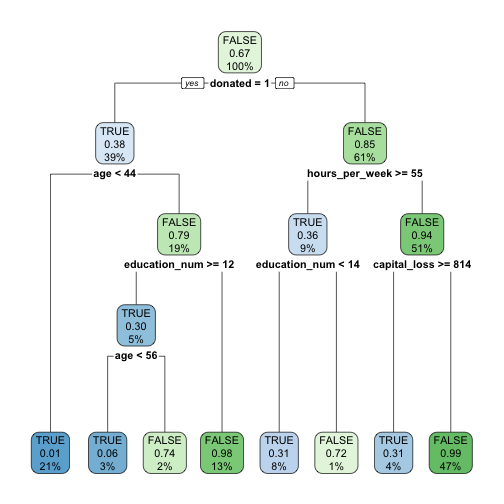 FALSE
0.67
100%
yes donated = 1 no
TRUE
0.38
39%
FALSE
0.85
61%
age < 44
hours_per_week >= 55
FALSE
0.79
19%
TRUE
0.36
9%
FALSE
0.94
51%
education_num >= 12
education_num < 14
capital_loss >= 814
TRUE
0.30
5%
age < 56
TRUE
0.01
21%
TRUE
0.06
3%
FALSE
0.74
2%
FALSE
0.98
13%
TRUE
0.31
8%
FALSE
0.72
1%
TRUE
0.31
4%
FALSE
0.99
47%